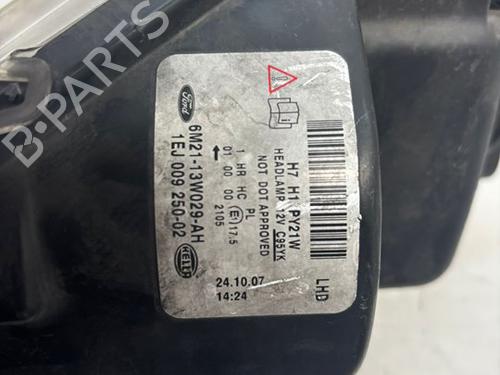 Ford
6M21-13W029-AH
1EJ 009 250-02
HELLA
H7 H1 PY21W
HEADLAMP 12V C95YK
NOT DOT APPROVED
1 HR HC PL
01 00 00 E1 17.5
2105
24.10.07
14:24
LHD
B-PARTS